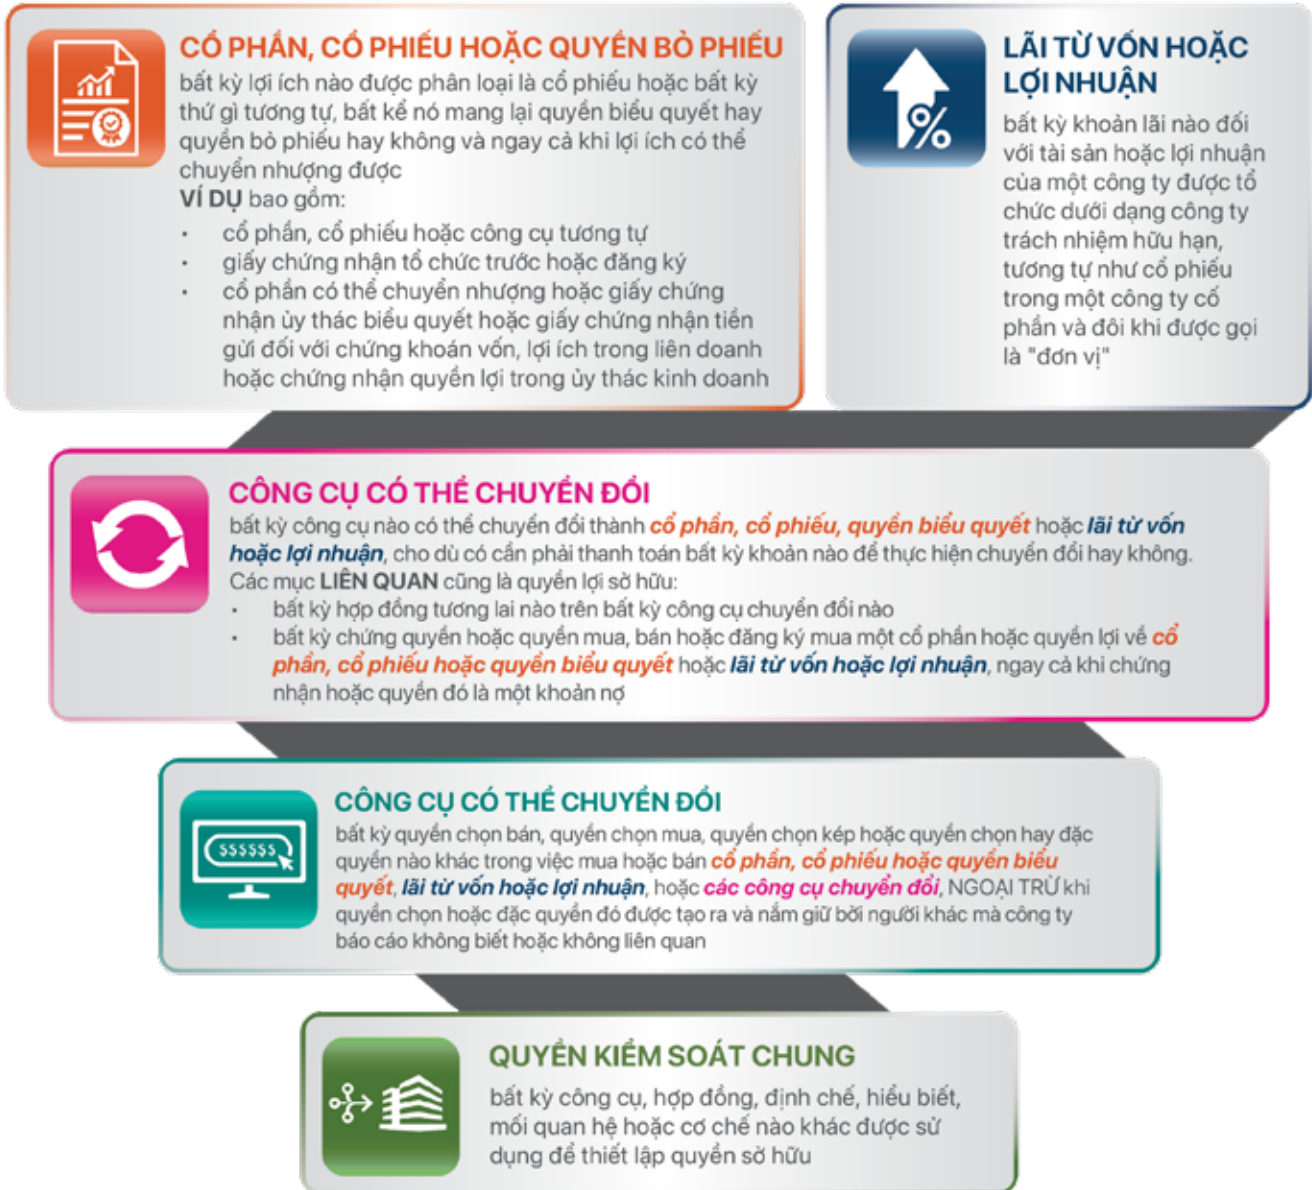 CỔ PHẦN, CỔ PHIẾU HOẶC QUYỀN BỎ PHIẾU
bất kỳ lợi ích nào được phân loại là cổ phiếu hoặc bất kỳ
thứ gì tương tự, bất kể nó mang lại quyền biểu quyết hay
quyền bỏ phiếu hay không và ngay cả khi lợi ích có thể
chuyển nhượng được
VÍ DỤ bao gồm:
• cổ phần, cổ phiếu hoặc công cụ tương tự
• giấy chứng nhận tổ chức trước hoặc đăng ký
• cổ phần có thể chuyển nhượng hoặc giấy chứng
nhận ủy thác biểu quyết hoặc giấy chứng nhận tiền
gửi đối với chứng khoán vốn, lợi ích trong liên doanh
hoặc chứng nhận quyền lợi trong ủy thác kinh doanh
%
LÃI TỪ VỐN HOẶC
LỢI NHUẬN
bất kỳ khoản lãi nào đối
với tài sản hoặc lợi nhuận
của một công ty được tổ
chức dưới dạng công ty
trách nhiệm hữu hạn,
tương tự như cổ phiếu
trong một công ty cổ
phần và đôi khi được gọi
là "đơn vị"
CÔNG CỤ CÓ THỂ CHUYỂN ĐỔI
bất kỳ công cụ nào có thể chuyển đổi thành cổ phần, cổ phiếu, quyền biểu quyết hoặc lãi từ vốn
hoặc lợi nhuận, cho dù có cần phải thanh toán bất kỳ khoản nào để thực hiện chuyển đổi hay không.
Các mục LIÊN QUAN cũng là quyền lợi sở hữu:
• bất kỳ hợp đồng tương lai nào trên bất kỳ công cụ chuyển đổi nào
• bất kỳ chứng quyền hoặc quyền mua, bán hoặc đăng ký mua một cổ phần hoặc quyền lợi về cổ
phần, cổ phiếu hoặc quyền biểu quyết hoặc lãi từ vốn hoặc lợi nhuận, ngay cả khi chứng
nhận hoặc quyền đó là một khoản nợ
$$$$$$
CÔNG CỤ CÓ THỂ CHUYỂN ĐỔI
bất kỳ quyền chọn bán, quyền chọn mua, quyền chọn kép hoặc quyền chọn hay đặc
quyền nào khác trong việc mua hoặc bán cổ phần, cổ phiếu hoặc quyền biểu
quyết, lãi từ vốn hoặc lợi nhuận, hoặc các công cụ chuyển đổi, NGOẠI TRỪ khi
quyền chọn hoặc đặc quyền đó được tạo ra và nắm giữ bởi người khác mà công ty
báo cáo không biết hoặc không liên quan
QUYỀN KIỂM SOÁT CHUNG
bất kỳ công cụ, hợp đồng, định chế, hiểu biết,
mối quan hệ hoặc cơ chế nào khác được sử
dụng để thiết lập quyền sở hữu